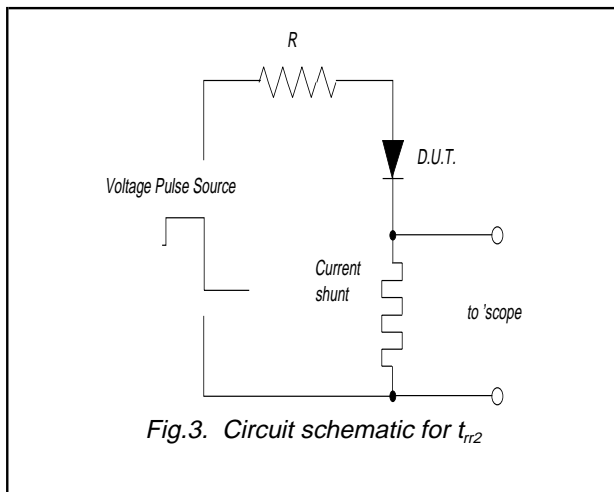 R
D.U.T.
Voltage Pulse Source
Current
shunt
to 'scope
Fig.3. Circuit schematic for trr2